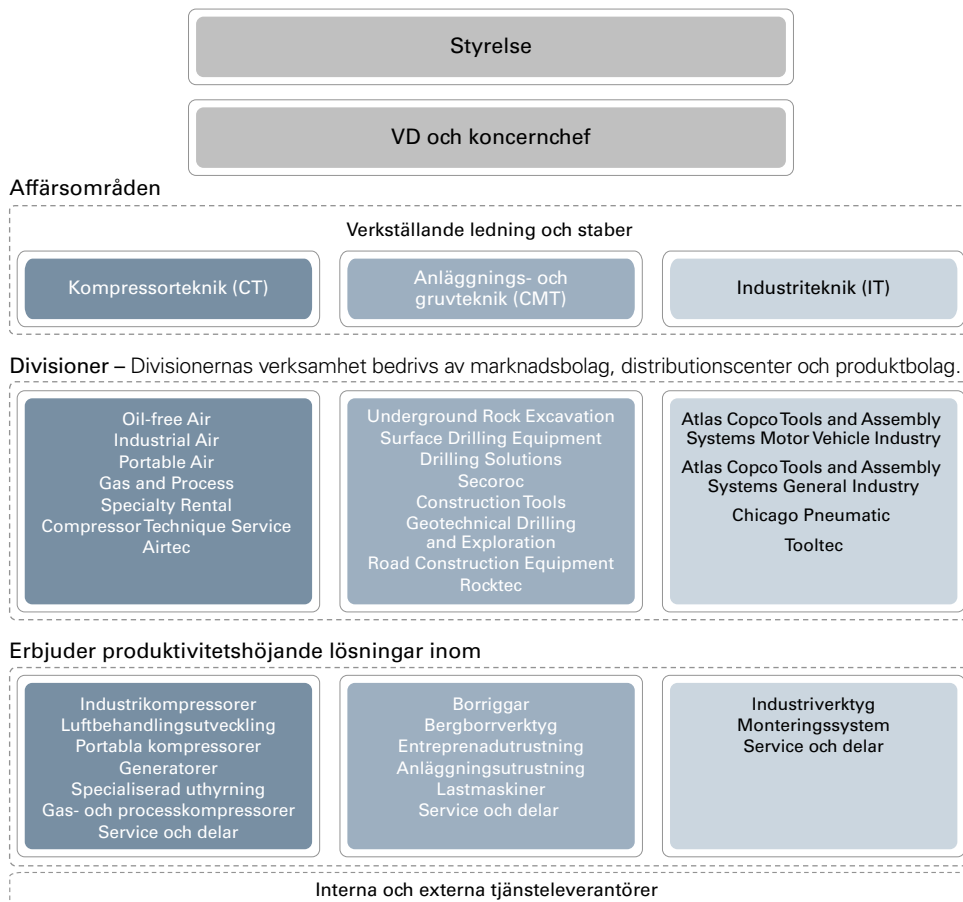 Styrelse
VD och koncernchef
Affärsområden
Verkställande ledning och staber
Kompressorteknik (CT)
Anläggnings- och
gruvteknik (CMT)
Industriteknik (IT)
Divisioner – Divisionernas verksamhet bedrivs av marknadsbolag, distributionscenter och produktbolag.
Oil-free Air
Industrial Air
Portable Air
Gas and Process
Specialty Rental
Compressor Technique Service
Airtec
Underground Rock Excavation
Surface Drilling Equipment
Drilling Solutions
Secoroc
Construction Tools
Geotechnical Drilling
and Exploration
Road Construction Equipment
Rocktec
Atlas Copco Tools and Assembly
Systems Motor Vehicle Industry
Atlas Copco Tools and Assembly
Systems General Industry
Chicago Pneumatic
Tooltec
Erbjuder produktivitetshöjande lösningar inom
Industrikompressorer
Luftbehandlingsutveckling
Portabla kompressorer
Generatorer
Specialiserad uthyrning
Gas- och processkompressorer
Service och delar
Borriggar
Bergborrverktyg
Entreprenadutrustning
Anläggningsutrustning
Lastmaskiner
Service och delar
Industriverktyg
Monteringssystem
Service och delar
Interna och externa tjänsteleverantörer